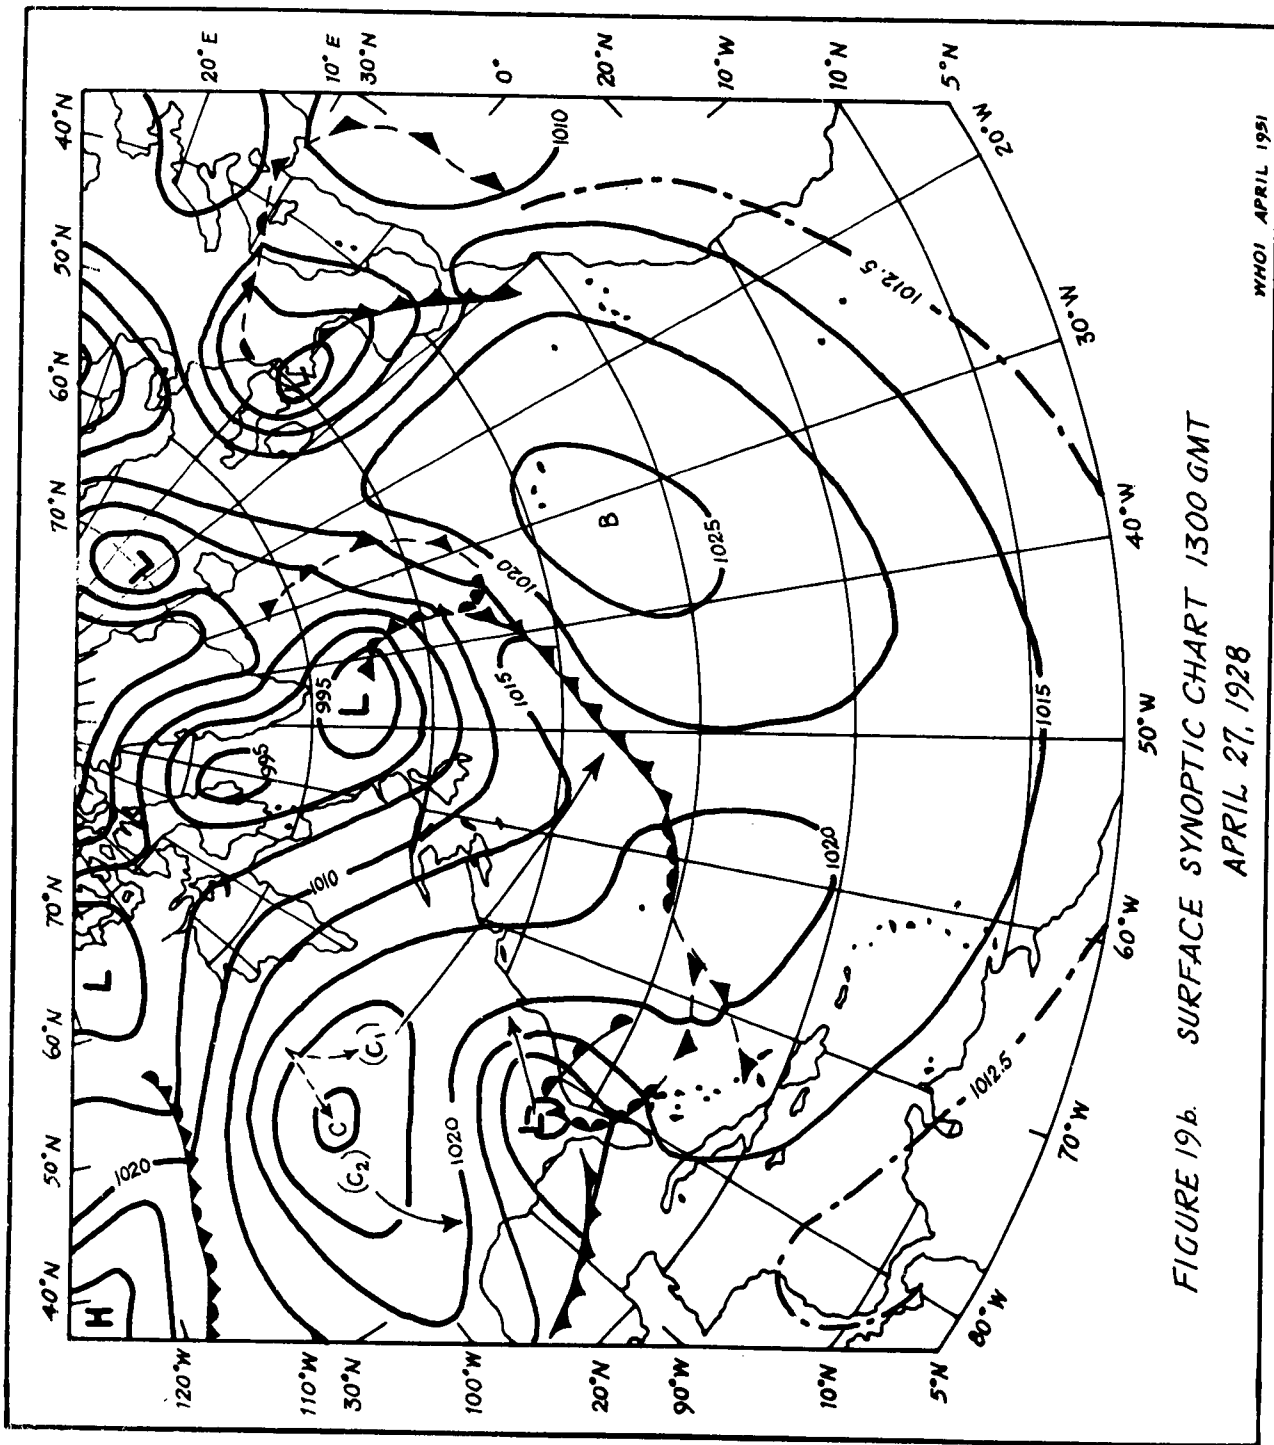 40°N
50°N
60°N
70°N
70°N
60°N
50°N
40°N
20°E
10°E
30°N
0°
20°N
10°W
10°N
5°N
20°W
30°W
40°W
50°W
60°W
70°W
80°W
5°N
10°N
90°W
20°N
100°W
30°N
110°W
120°W
H
1020
L
L
995
995
L
L
1010
1010
(C₁)
C
(C₂)
1020
L
1015
1020
B
1025
1020
1012.5
1015
1012.5
FIGURE 19b. SURFACE SYNOPTIC CHART 1300 GMT
APRIL 27, 1928
WHOI APRIL 1951